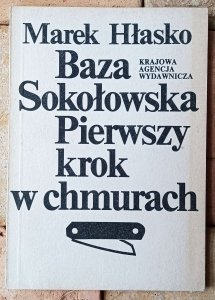 Marek Hłasko
Baza
KRAJOWA
AGENCJA
WYDAWNICZA
Sokołowska
Pierwszy
krok
w chmurach